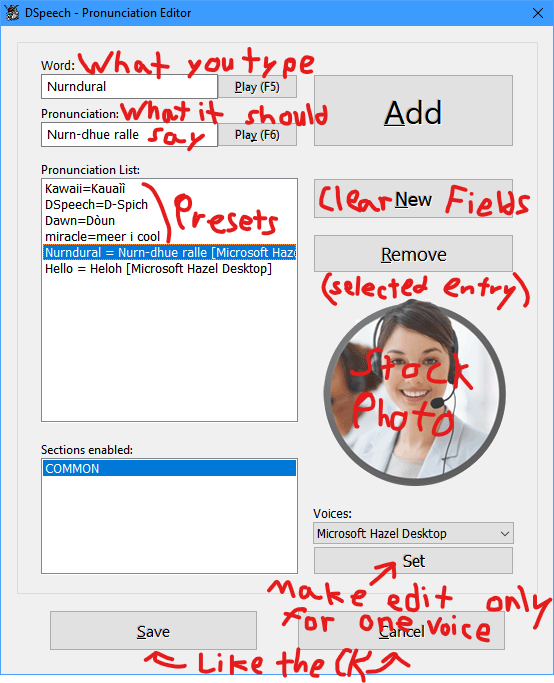 DSpeech - Pronunciation Editor
Word: What you type
Nurndural
Play (F5)
Add
Pronunciation: What it should
Nurn-dhue ralle say
Play (F6)
Pronunciation List:
Kawaii=Kauaiì
DSpeech=D-Spich
Dawn=Dòun
miracle=meer i cool
Presets
Nurndural = Nurn-dhue ralle [Microsoft Haze
Hello = Heloh [Microsoft Hazel Desktop]
Clear New Fields
Remove
(selected entry)
Stock
Photo
Sections enabled:
COMMON
Voices:
Microsoft Hazel Desktop
Set
Make edit only
for one voice
Save
Cancel
Like the CK